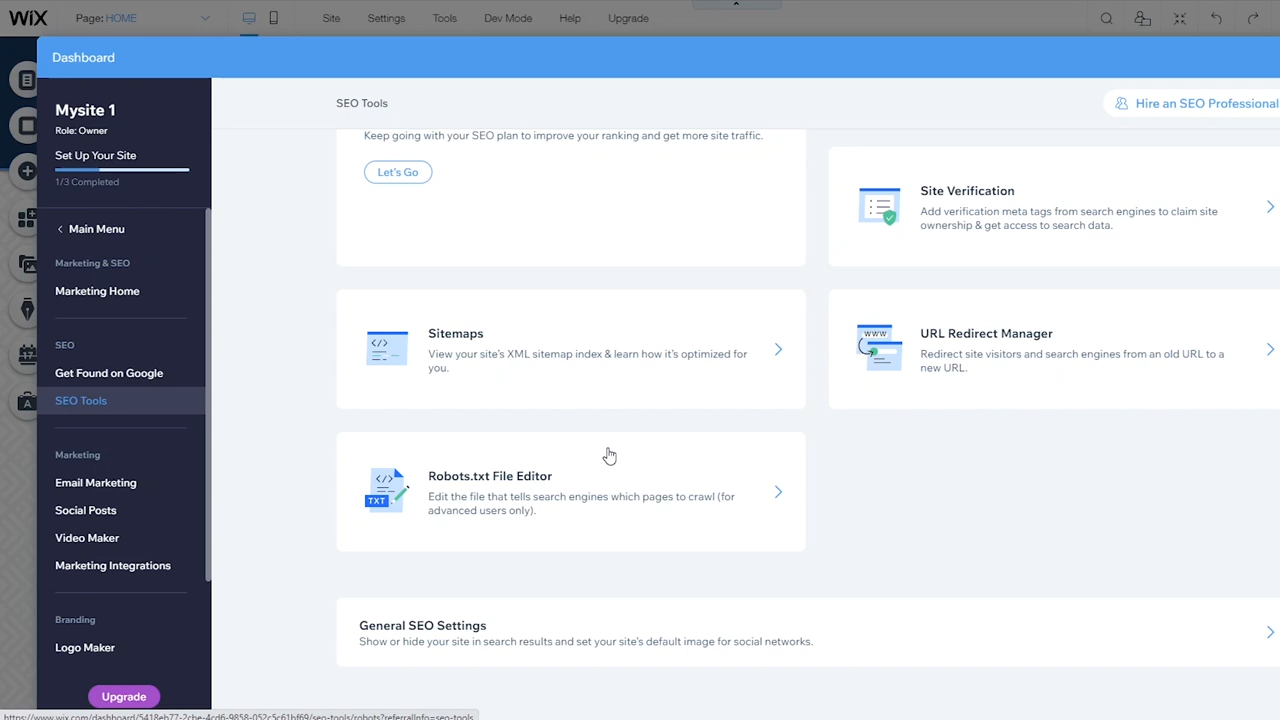 WiX
Page: HOME
Site
Settings
Tools
Dev Mode
Help
Upgrade
Dashboard
Mysite 1
Role: Owner
Set Up Your Site
1/3 Completed
Main Menu
Marketing & SEO
Marketing Home
SEO
Get Found on Google
SEO Tools
Marketing
Email Marketing
Social Posts
Video Maker
Marketing Integrations
Branding
Logo Maker
Upgrade
SEO Tools
Hire an SEO Professional
Keep going with your SEO plan to improve your ranking and get more site traffic.
Let's Go
Site Verification
Add verification meta tags from search engines to claim site
ownership & get access to search data.
Sitemaps
View your site's XML sitemap index & learn how it's optimized for
you.
WWW
URL Redirect Manager
Redirect site visitors and search engines from an old URL to a
new URL.
TXT
Robots.txt File Editor
Edit the file that tells search engines which pages to crawl (for
advanced users only).
General SEO Settings
Show or hide your site in search results and set your site's default image for social networks.